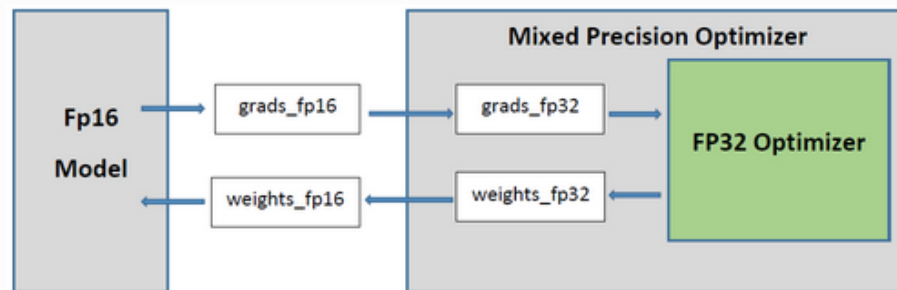 Mixed Precision Optimizer
Fp16
Model
grads_fp16
grads_fp32
FP32 Optimizer
weights_fp16
weights_fp32